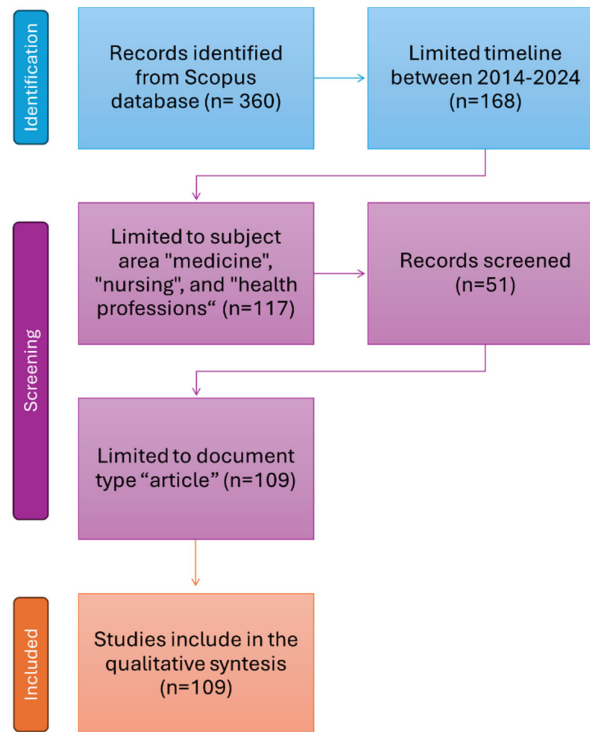 Identification
Records identified
from Scopus
database (n= 360)
Limited timeline
between 2014-2024
(n=168)
Screening
Limited to subject
area "medicine",
"nursing", and "health
professions“ (n=117)
Records screened
(n=51)
Limited to document
type “article” (n=109)
Included
Studies include in the
qualitative syntesis
(n=109)